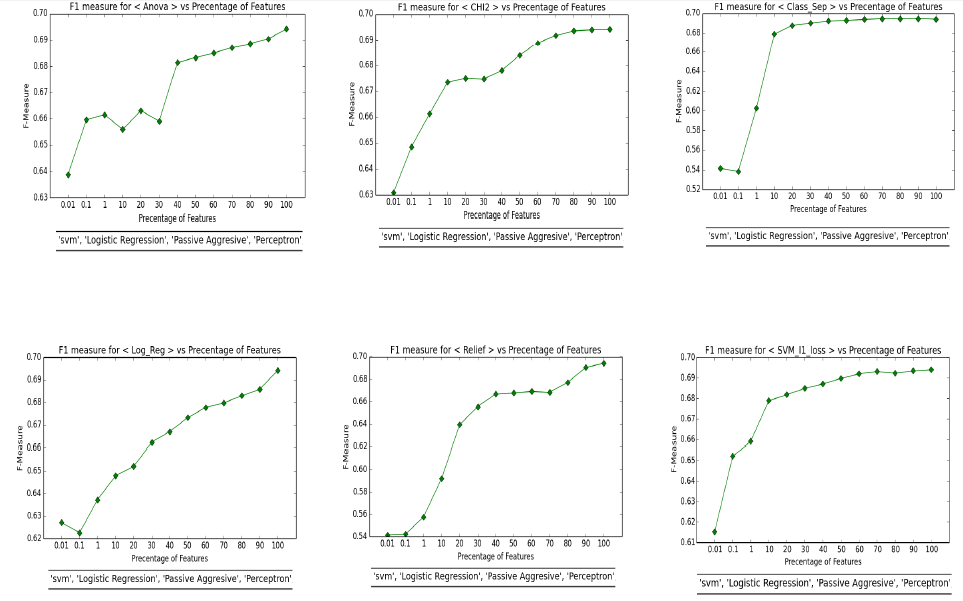 F1 measure for < Anova > vs Precentage of Features
0.70
0.69
0.68
0.67
0.66
0.65
0.64
0.63
F-Measure
0.01 0.1 1 10 20 30 40 50 60 70 80 90 100
Precentage of Features
'svm', 'Logistic Regression', 'Passive Aggresive', 'Perceptron'
F1 measure for < CHI2 > vs Precentage of Features
0.70
0.69
0.68
0.67
0.66
0.65
0.64
0.63
F-Measure
0.01 0.1 1 10 20 30 40 50 60 70 80 90 100
Precentage of Features
'svm', 'Logistic Regression', 'Passive Aggresive', 'Perceptron'
F1 measure for < Class_Sep > vs Precentage of Features
0.70
0.68
0.66
0.64
0.62
0.60
0.58
0.56
0.54
0.52
F-Measure
0.01 0.1 1 10 20 30 40 50 60 70 80 90 100
Precentage of Features
'svm', 'Logistic Regression', 'Passive Aggresive', 'Perceptron'
F1 measure for < Log_Reg > vs Precentage of Features
0.70
0.69
0.68
0.67
0.66
0.65
0.64
0.63
0.62
F-Measure
0.01 0.1 1 10 20 30 40 50 60 70 80 90 100
Precentage of Features
'svm', 'Logistic Regression', 'Passive Aggresive', 'Perceptron'
F1 measure for < Relief > vs Precentage of Features
0.70
0.68
0.66
0.64
0.62
0.60
0.58
0.56
0.54
F-Measure
0.01 0.1 1 10 20 30 40 50 60 70 80 90 100
Precentage of Features
'svm', 'Logistic Regression', 'Passive Aggresive', 'Perceptron'
F1 measure for < SVM_l1_loss > vs Precentage of Features
0.70
0.69
0.68
0.67
0.66
0.65
0.64
0.63
0.62
0.61
F-Measure
0.01 0.1 1 10 20 30 40 50 60 70 80 90 100
Precentage of Features
'svm', 'Logistic Regression', 'Passive Aggresive', 'Perceptron'